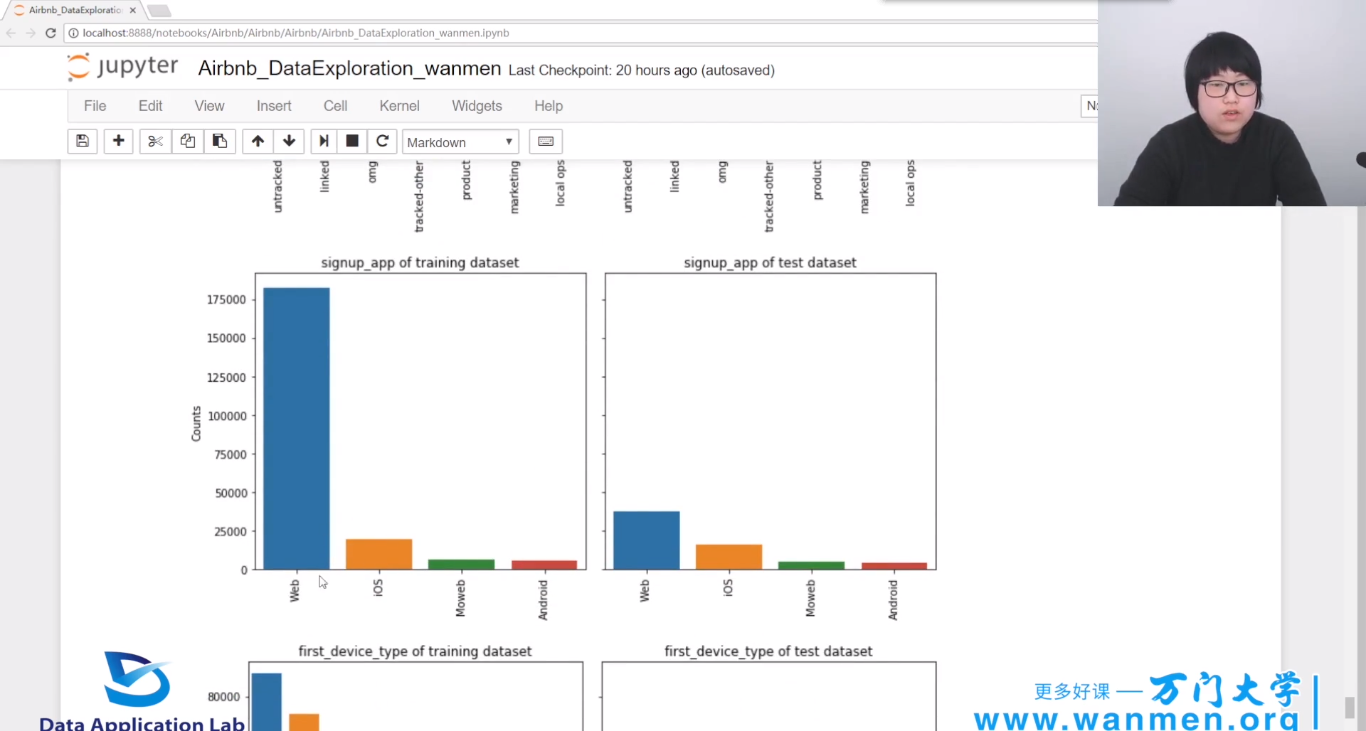 Airbnb_DataExploratio
localhost:8888/notebooks/Airbnb/Airbnb/Airbnb/Airbnb_DataExploration_wanmen.ipynb
jupyter Airbnb_DataExploration_wanmen Last Checkpoint: 20 hours ago (autosaved)
File Edit View Insert Cell Kernel Widgets Help
Markdown
untracked linked omg tracked-other product marketing local ops untracked linked omg tracked-other product marketing local ops
signup_app of training dataset signup_app of test dataset
175000
150000
125000
100000
75000
50000
25000
0
Counts
Web iOS Moweb Android Web iOS Moweb Android
first_device_type of training dataset first_device_type of test dataset
80000
Data Application Lab
更多好课 — 万门大学
www.wanmen.org